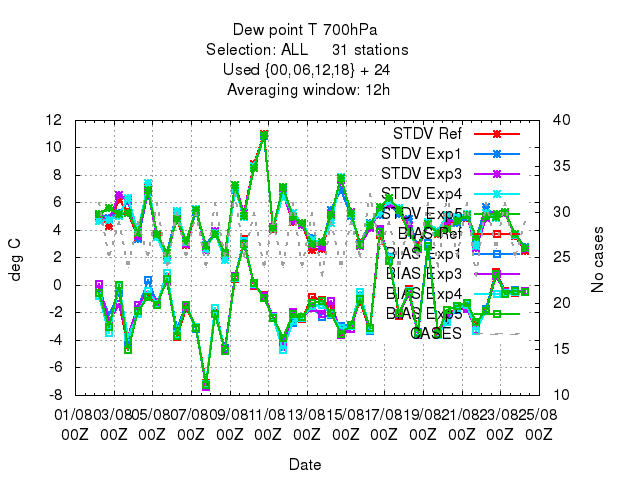 Dew point T 700hPa
Selection: ALL 31 stations
Used {00,06,12,18} + 24
Averaging window: 12h
12
10
8
6
4
2
0
-2
-4
-6
-8
deg C
40
35
30
25
20
15
10
No cases
STDV Ref
STDV Exp1
STDV Exp3
STDV Exp4
STDV Exp5
BIAS Ref
BIAS Exp1
BIAS Exp3
BIAS Exp4
BIAS Exp5
CASES
01/08 03/08 05/08 07/08 09/08 11/08 13/08 15/08 17/08 19/08 21/08 23/08 25/08
00Z 00Z 00Z 00Z 00Z 00Z 00Z 00Z 00Z 00Z 00Z 00Z 00Z
Date